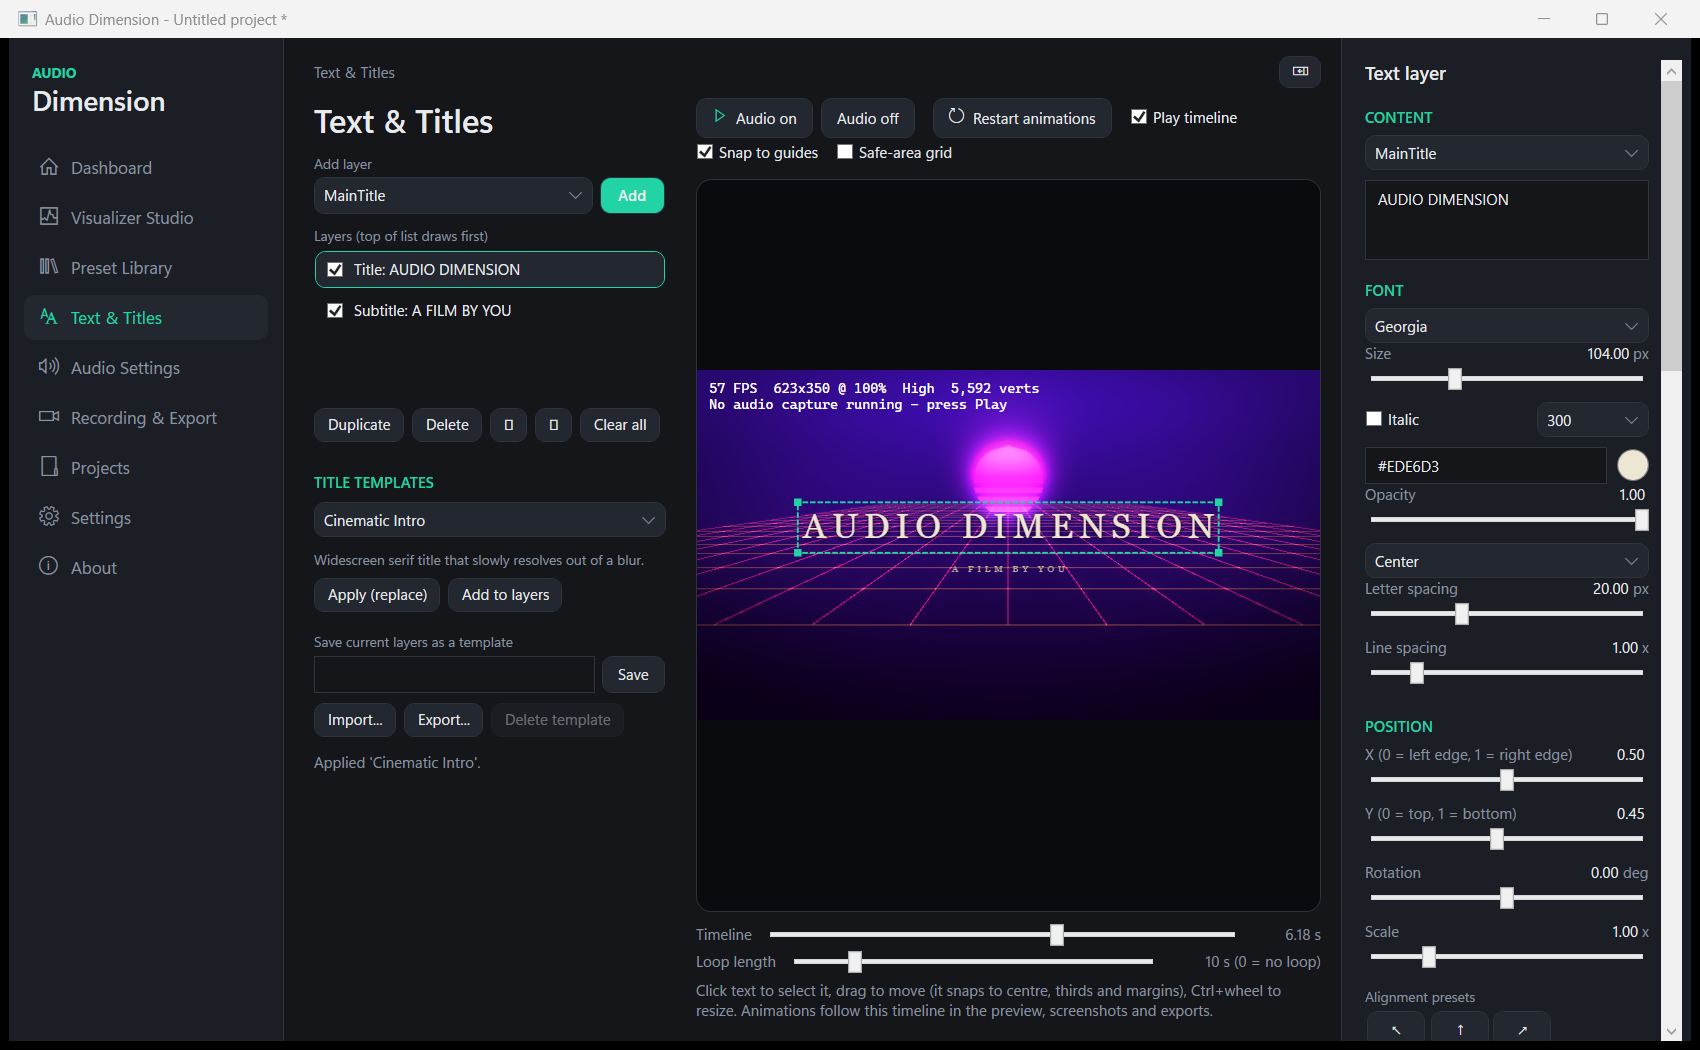 Audio Dimension - Untitled project *
AUDIO
Dimension
Dashboard
Visualizer Studio
Preset Library
Text & Titles
Audio Settings
Recording & Export
Projects
Settings
About
Text & Titles
Text & Titles
Add layer
MainTitle
Add
Layers (top of list draws first)
Title: AUDIO DIMENSION
Subtitle: A FILM BY YOU
Duplicate
Delete
Clear all
TITLE TEMPLATES
Cinematic Intro
Widescreen serif title that slowly resolves out of a blur.
Apply (replace)
Add to layers
Save current layers as a template
Save
Import...
Export...
Delete template
Applied 'Cinematic Intro'.
Audio on
Audio off
Restart animations
Play timeline
Snap to guides
Safe-area grid
57 FPS 623x350 @ 100% High 5,592 verts
No audio capture running – press Play
AUDIO DIMENSION
A FILM BY YOU
Timeline
6.18 s
Loop length
10 s (0 = no loop)
Click text to select it, drag to move (it snaps to centre, thirds and margins), Ctrl+wheel to
resize. Animations follow this timeline in the preview, screenshots and exports.
Text layer
CONTENT
MainTitle
AUDIO DIMENSION
FONT
Georgia
Size
104.00 px
Italic
300
#EDE6D3
Opacity
1.00
Center
Letter spacing
20.00 px
Line spacing
1.00 x
POSITION
X (0 = left edge, 1 = right edge)
0.50
Y (0 = top, 1 = bottom)
0.45
Rotation
0.00 deg
Scale
1.00 x
Alignment presets